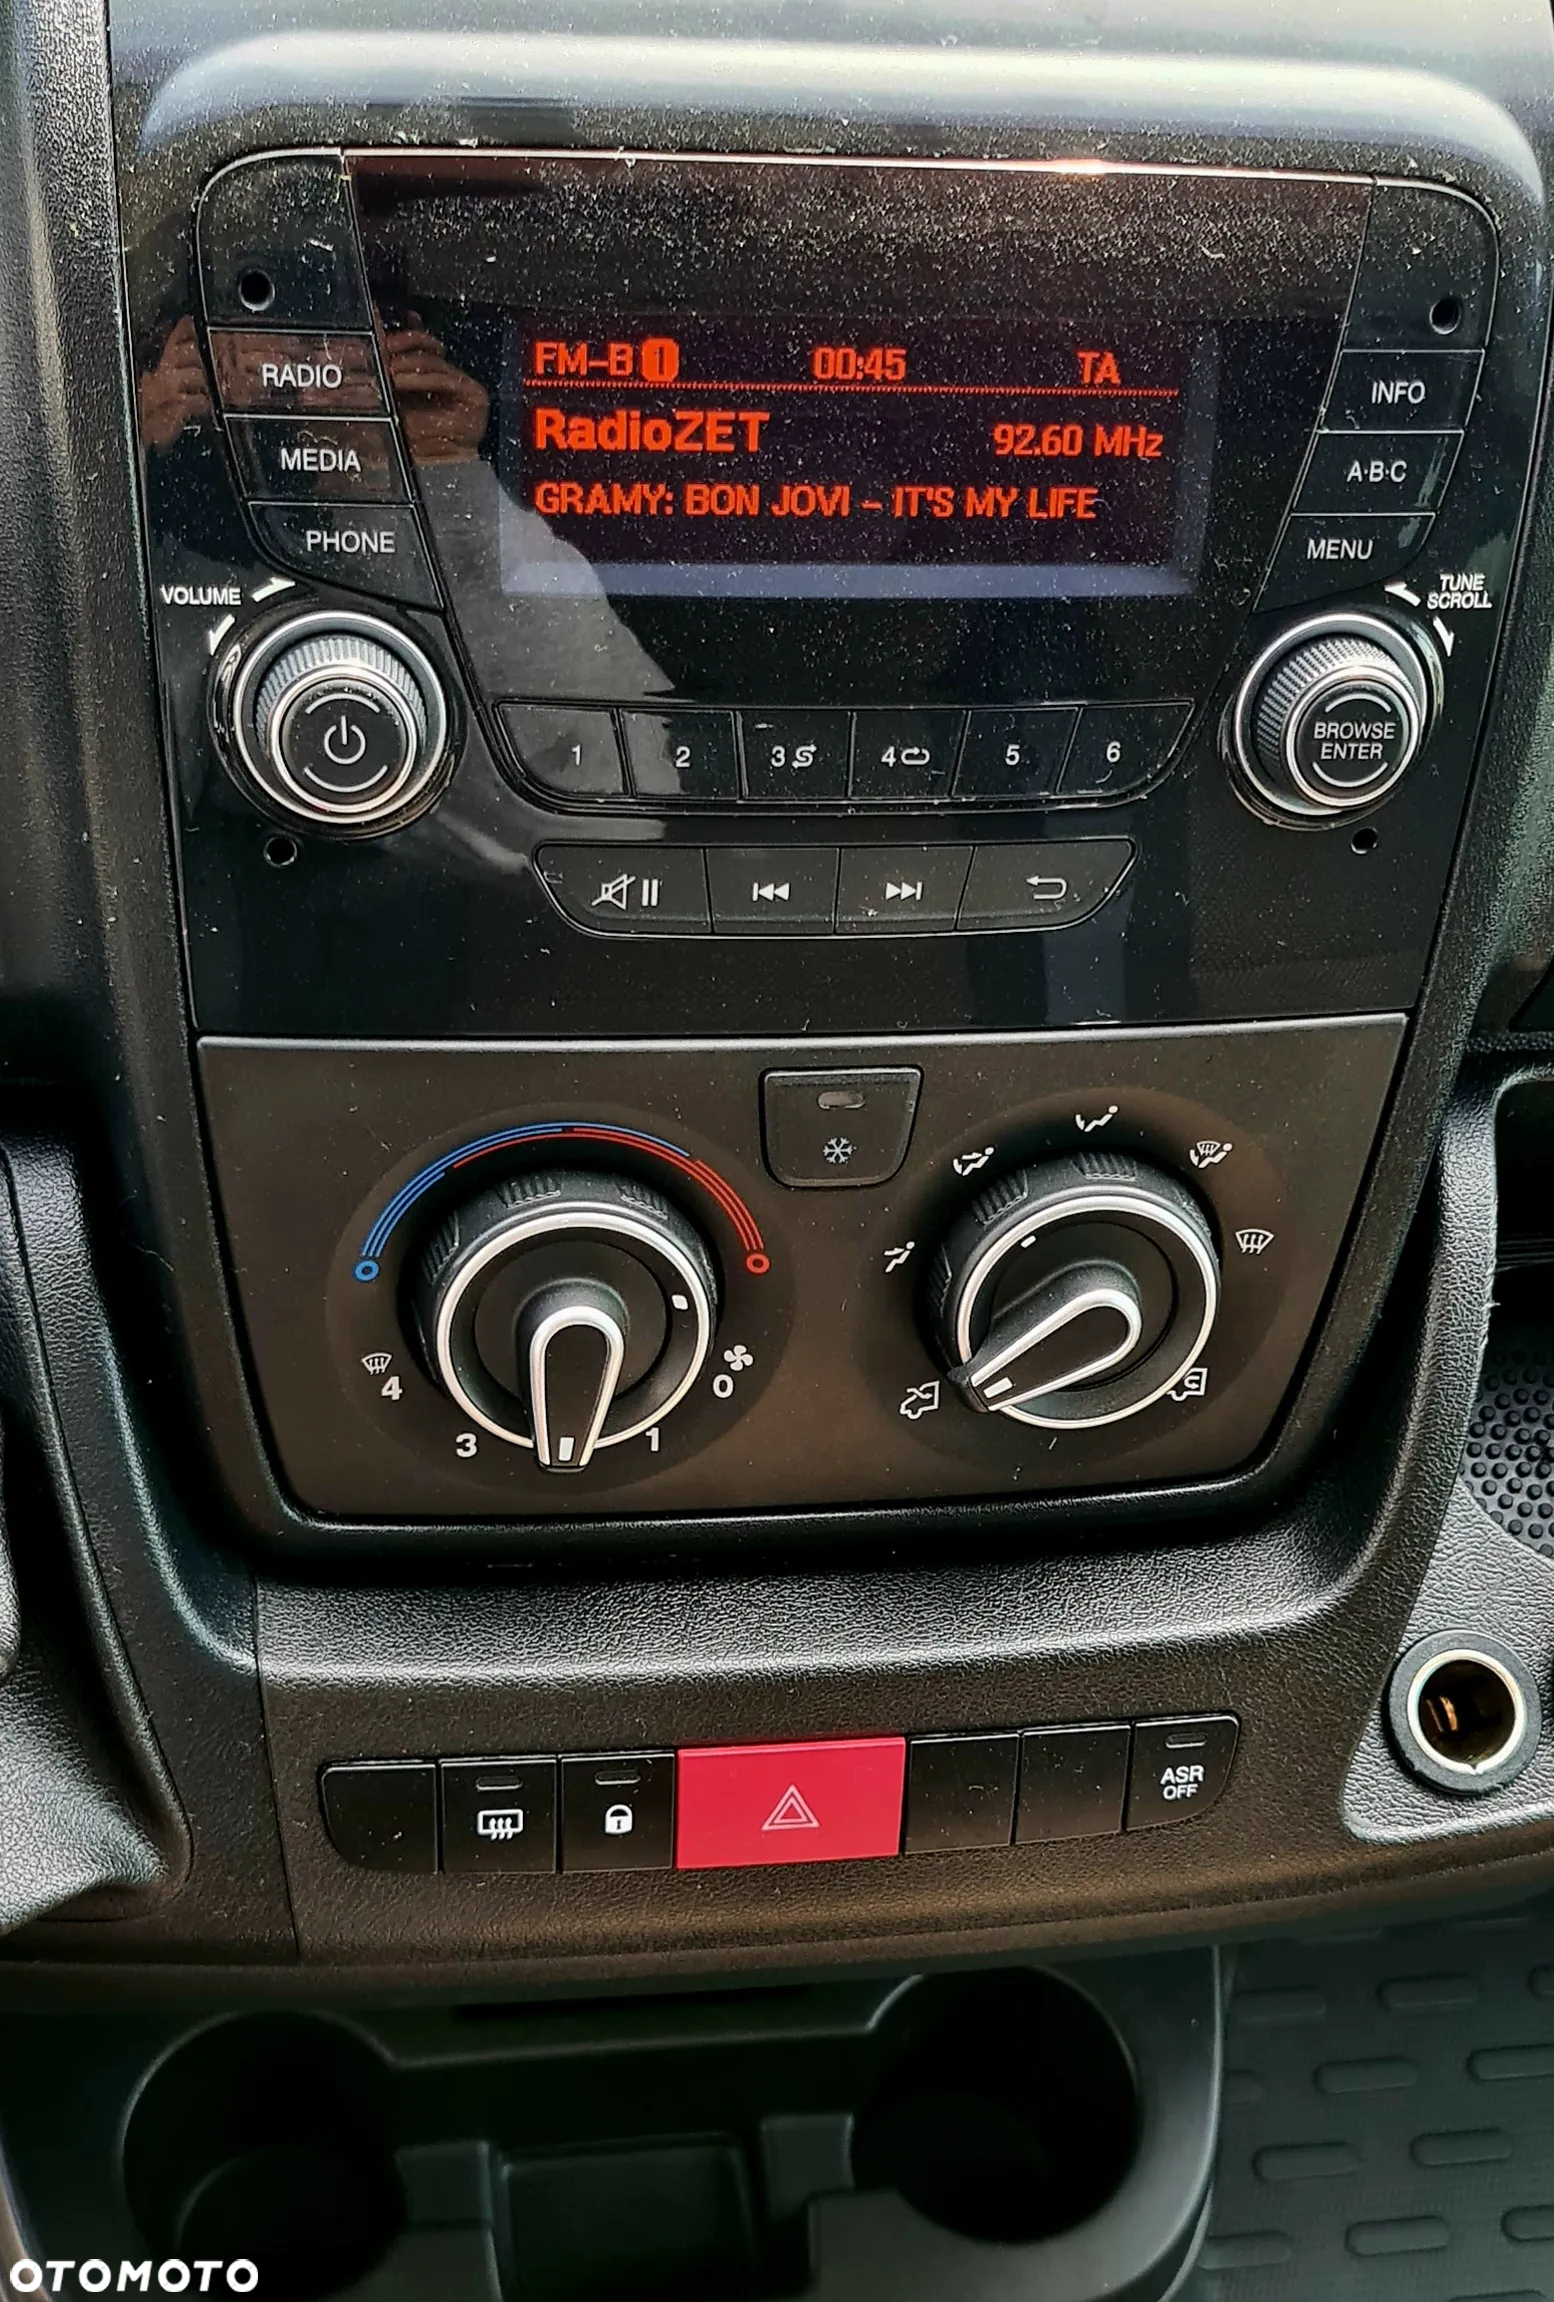 FM-B 1 00:45 TA
RadioZET 92.60 MHz
GRAMY: BON JOVI - IT'S MY LIFE
RADIO
MEDIA
PHONE
VOLUME
INFO
A·B·C
MENU
TUNE
SCROLL
BROWSE
ENTER
1 2 3 4 5 6
4 3 1 0
ASR
OFF
OTOMOTO